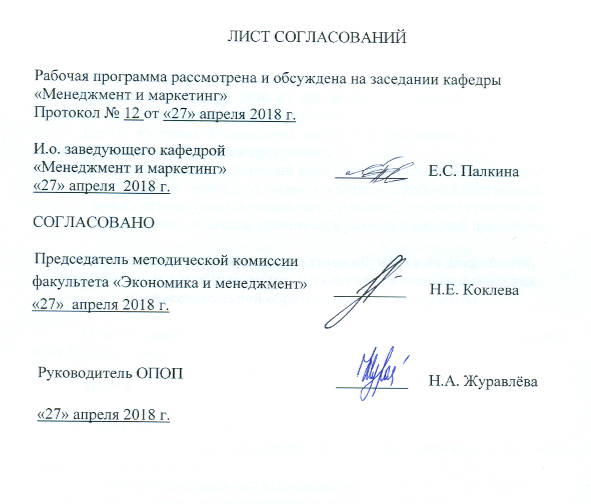 ЛИСТ СОГЛАСОВАНИЙ
Рабочая программа рассмотрена и обсуждена на заседании кафедры
«Менеджмент и маркетинг»
Протокол № 12 от «27» апреля 2018 г.
И.о. заведующего кафедрой
«Менеджмент и маркетинг» Е.С. Палкина
«27» апреля 2018 г.
СОГЛАСОВАНО
Председатель методической комиссии
факультета «Экономика и менеджмент» Н.Е. Коклева
«27» апреля 2018 г.
Руководитель ОПОП Н.А. Журавлёва
«27» апреля 2018 г.